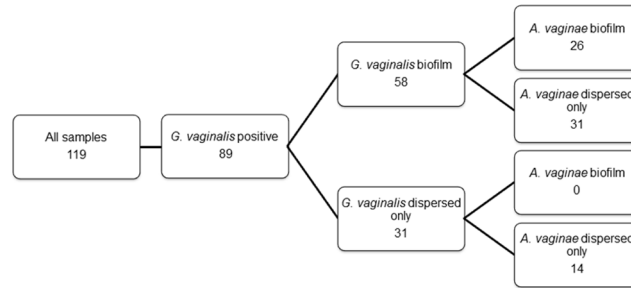 All samples
119
G. vaginalis positive
89
G. vaginalis biofilm
58
G. vaginalis dispersed
only
31
A. vaginae biofilm
26
A. vaginae dispersed
only
31
A. vaginae biofilm
0
A. vaginae dispersed
only
14